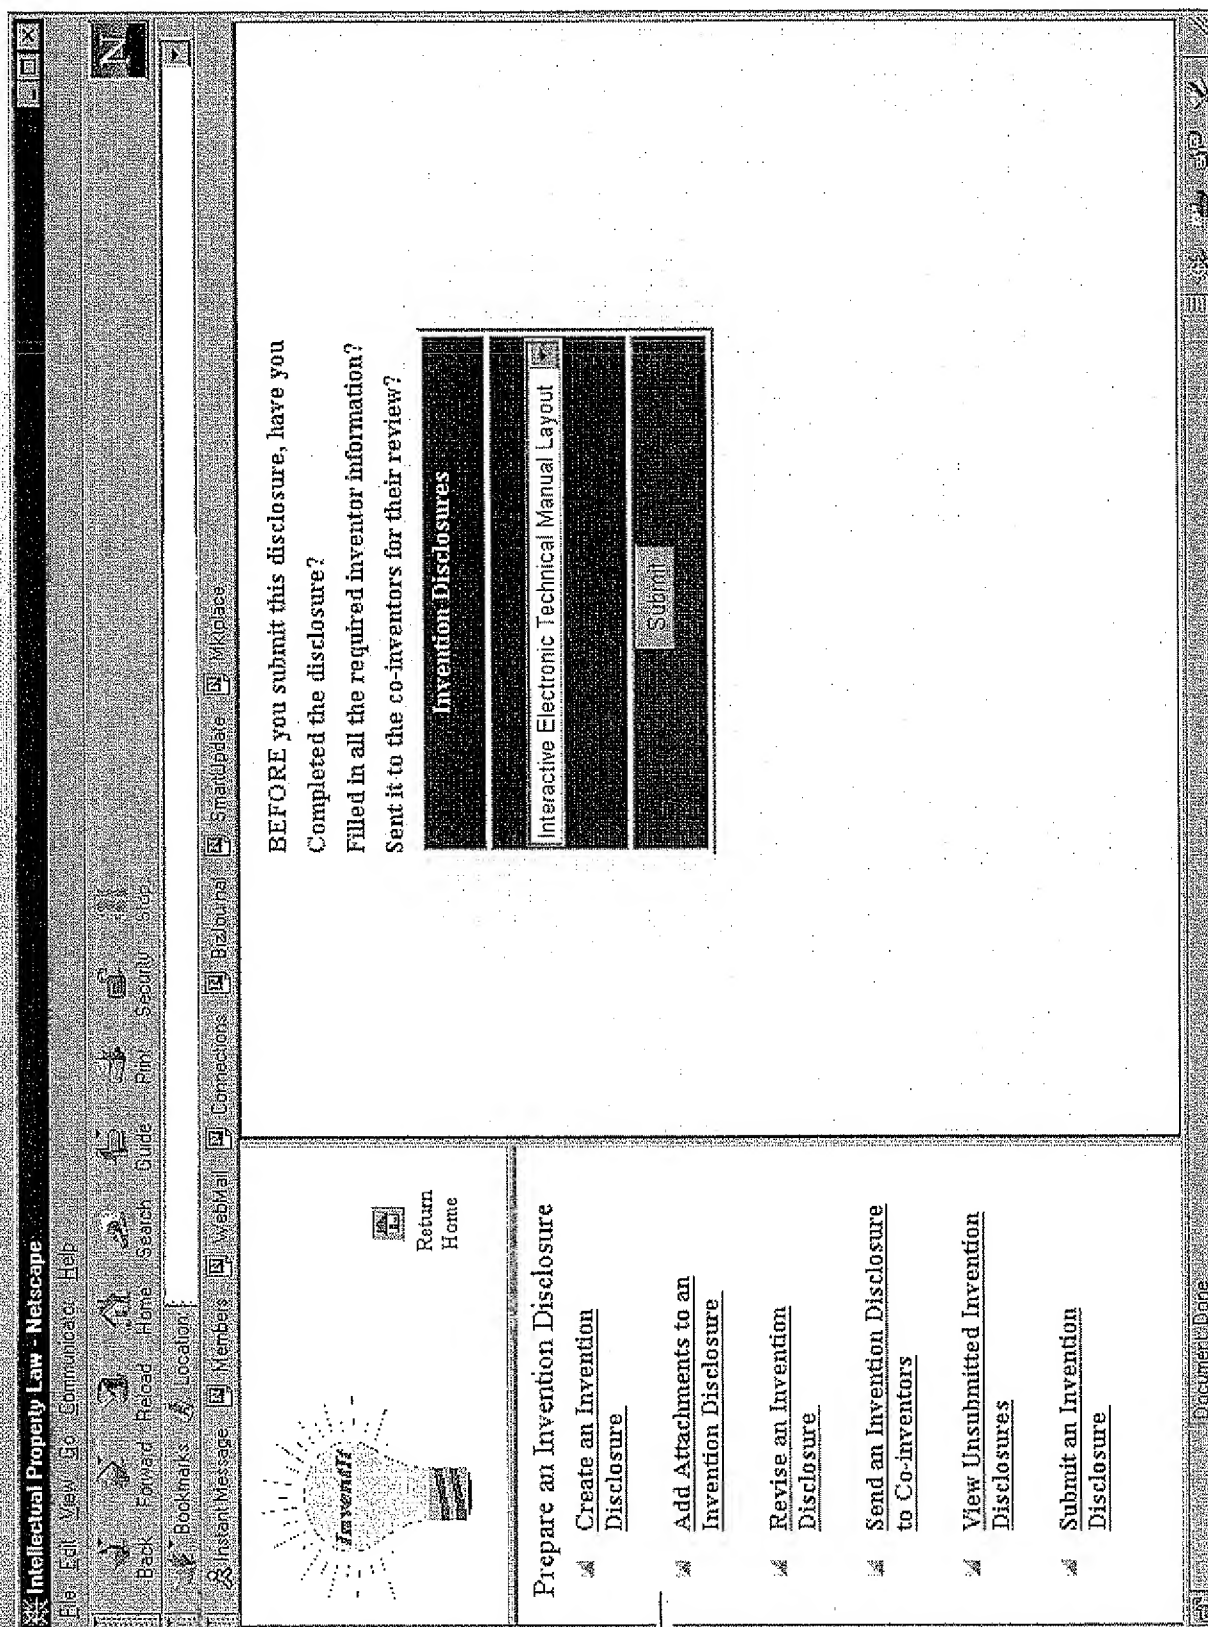 Intellectual Property Law - Netscape
File Edit View Go Communicator Help
Back Forward Reload Home Search Guide Print Security Stop
N
Bookmarks Location:
Instant Message Members WebMail Connections BizJournal SmartUpdate Mktplace
InventIt
Return
Home
Prepare an Invention Disclosure
Create an Invention
Disclosure
Add Attachments to an
Invention Disclosure
Revise an Invention
Disclosure
Send an Invention Disclosure
to Co-inventors
View Unsubmitted Invention
Disclosures
Submit an Invention
Disclosure
BEFORE you submit this disclosure, have you
Completed the disclosure?
Filled in all the required inventor information?
Sent it to the co-inventors for their review?
Invention Disclosures
Interactive Electronic Technical Manual Layout
Submit
Document: Done